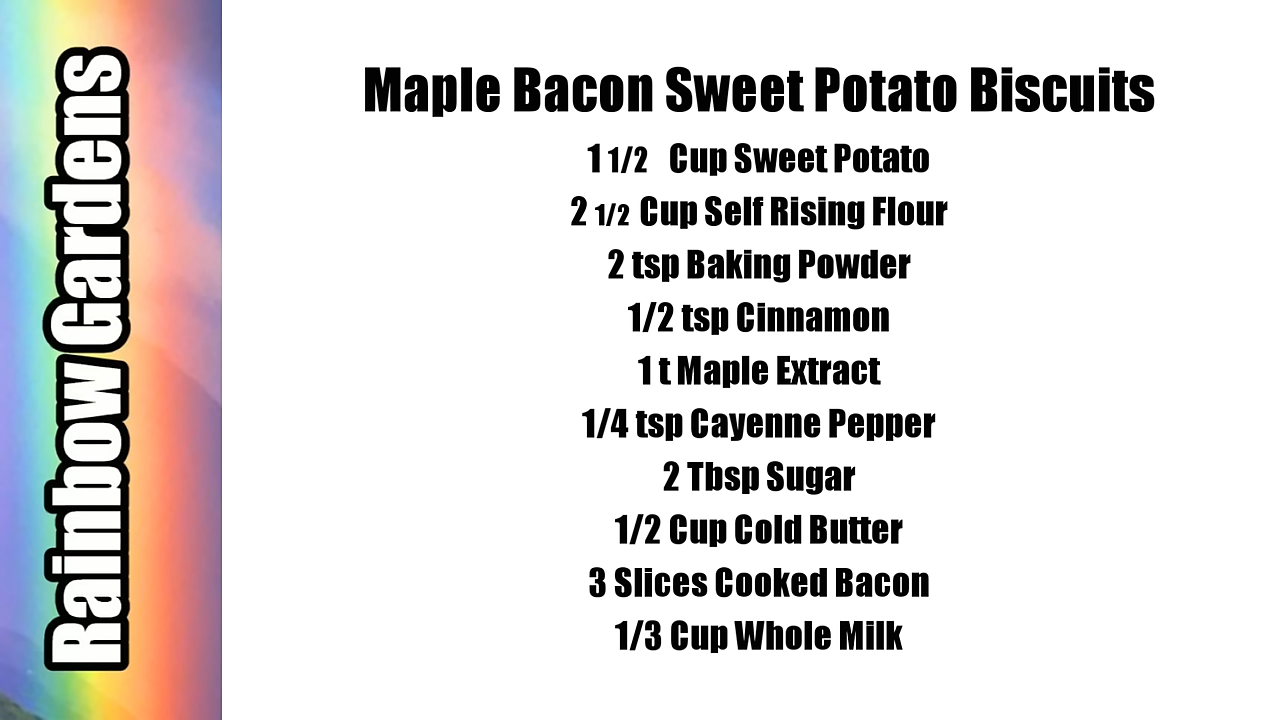 Rainbow Gardens
Maple Bacon Sweet Potato Biscuits
1 1/2 Cup Sweet Potato
2 1/2 Cup Self Rising Flour
2 tsp Baking Powder
1/2 tsp Cinnamon
1 t Maple Extract
1/4 tsp Cayenne Pepper
2 Tbsp Sugar
1/2 Cup Cold Butter
3 Slices Cooked Bacon
1/3 Cup Whole Milk